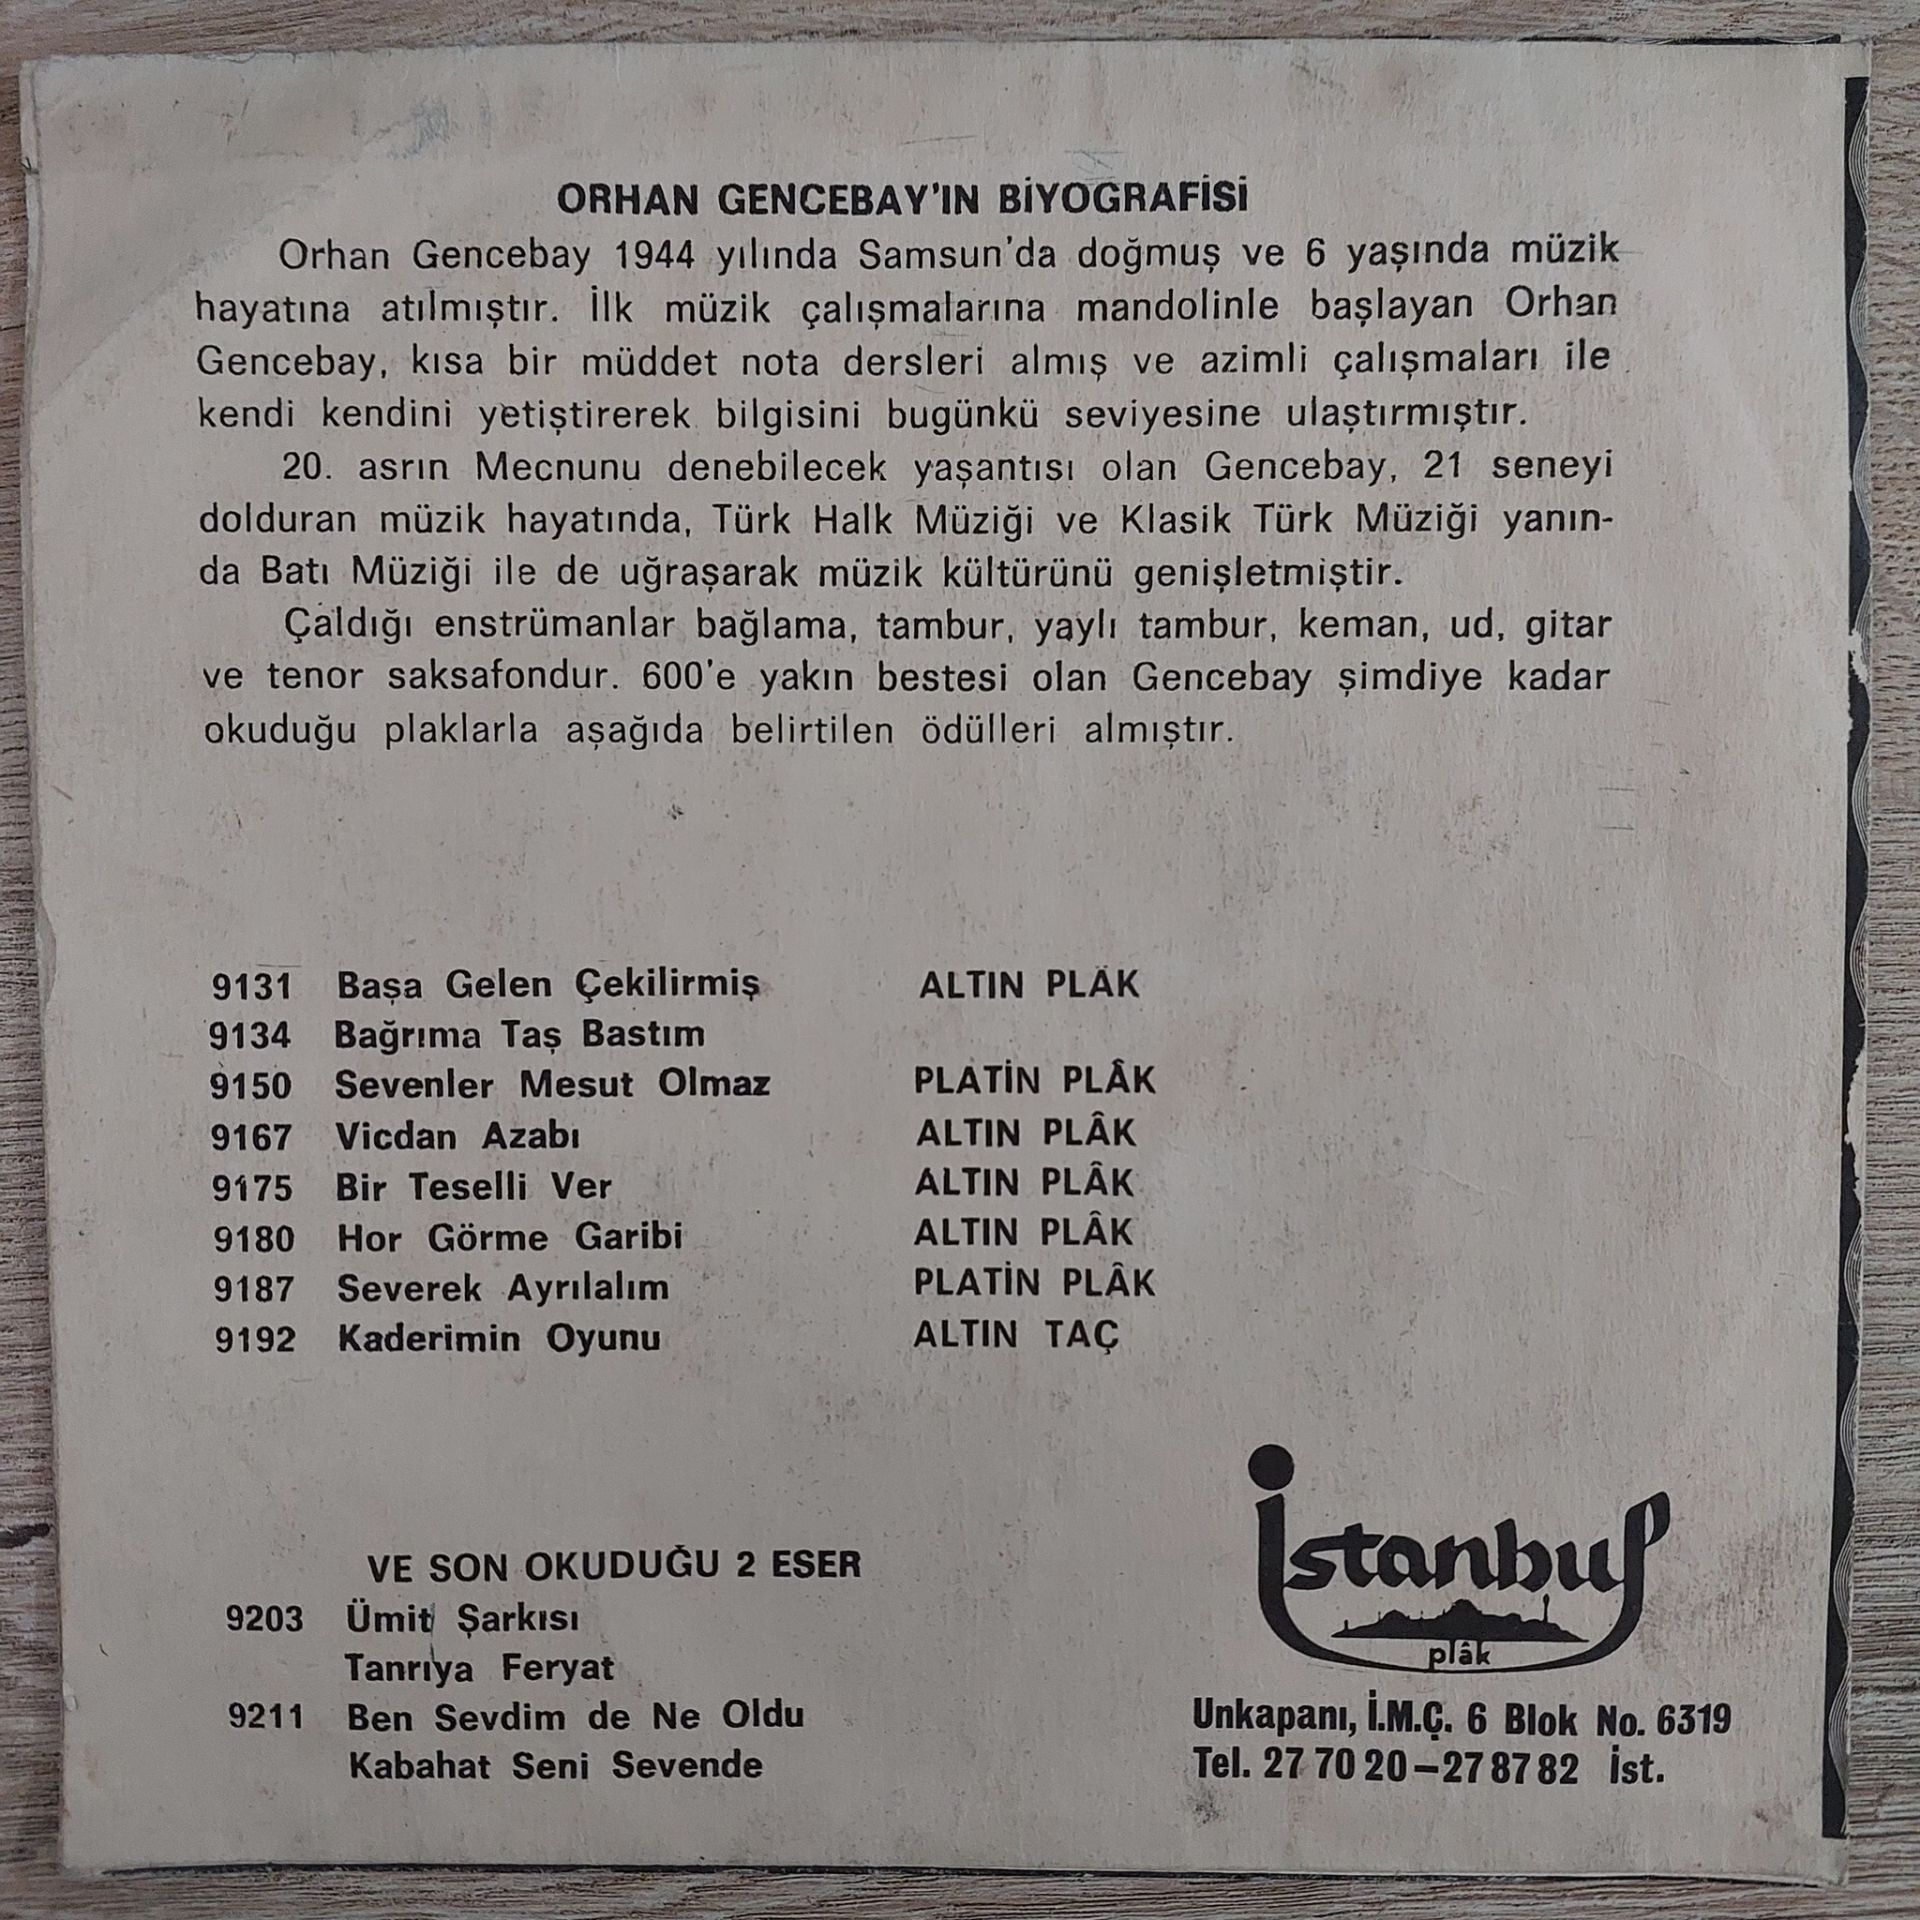 ORHAN GENCEBAY'IN BİYOGRAFİSİ
Orhan Gencebay 1944 yılında Samsun'da doğmuş ve 6 yaşında müzik
hayatına atılmıştır. İlk müzik çalışmalarına mandolinle başlayan Orhan
Gencebay, kısa bir müddet nota dersleri almış ve azimli çalışmaları ile
kendi kendini yetiştirerek bilgisini bugünkü seviyesine ulaştırmıştır.
20. asrın Mecnunu denebilecek yaşantısı olan Gencebay, 21 seneyi
dolduran müzik hayatında, Türk Halk Müziği ve Klasik Türk Müziği yanın-
da Batı Müziği ile de uğraşarak müzik kültürünü genişletmiştir.
Çaldığı enstrümanlar bağlama, tambur, yaylı tambur, keman, ud, gitar
ve tenor saksafondur. 600'e yakın bestesi olan Gencebay şimdiye kadar
okuduğu plaklarla aşağıda belirtilen ödülleri almıştır.
9131 Başa Gelen Çekilirmiş ALTIN PLÂK
9134 Bağrıma Taş Bastım
9150 Sevenler Mesut Olmaz PLATİN PLÂK
9167 Vicdan Azabı ALTIN PLÂK
9175 Bir Teselli Ver ALTIN PLÂK
9180 Hor Görme Garibi ALTIN PLÂK
9187 Severek Ayrılalım PLATİN PLÂK
9192 Kaderimin Oyunu ALTIN TAÇ
VE SON OKUDUĞU 2 ESER
9203 Ümit Şarkısı
Tanrıya Feryat
9211 Ben Sevdim de Ne Oldu
Kabahat Seni Sevende
İstanbul
plâk
Unkapanı, İ.M.Ç. 6 Blok No. 6319
Tel. 27 70 20–27 87 82 İst.